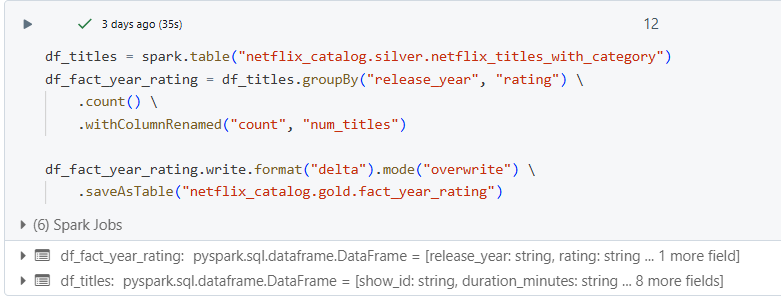 3 days ago (35s)
12
df_titles = spark.table("netflix_catalog.silver.netflix_titles_with_category")
df_fact_year_rating = df_titles.groupBy("release_year", "rating") \
    .count() \
    .withColumnRenamed("count", "num_titles")
df_fact_year_rating.write.format("delta").mode("overwrite") \
    .saveAsTable("netflix_catalog.gold.fact_year_rating")
(6) Spark Jobs
df_fact_year_rating: pyspark.sql.dataframe.DataFrame = [release_year: string, rating: string ... 1 more field]
df_titles: pyspark.sql.dataframe.DataFrame = [show_id: string, duration_minutes: string ... 8 more fields]